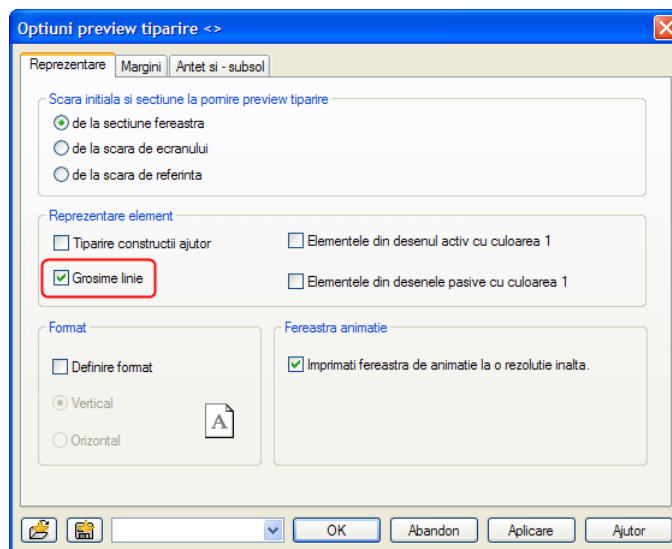 Optiuni preview tiparire <>
Reprezentare Margini Antet si - subsol
Scara initiala si sectiune la pornire preview tiparire
de la sectiune fereastra
de la scara de ecranului
de la scara de referinta
Reprezentare element
Tiparire constructii ajutor
Elementele din desenul activ cu culoarea 1
Grosime linie
Elementele din desenele pasive cu culoarea 1
Format
Fereastra animatie
Definire format
Imprimati fereastra de animatie la o rezolutie inalta.
Vertical
A
Orizontal
OK Abandon Aplicare Ajutor